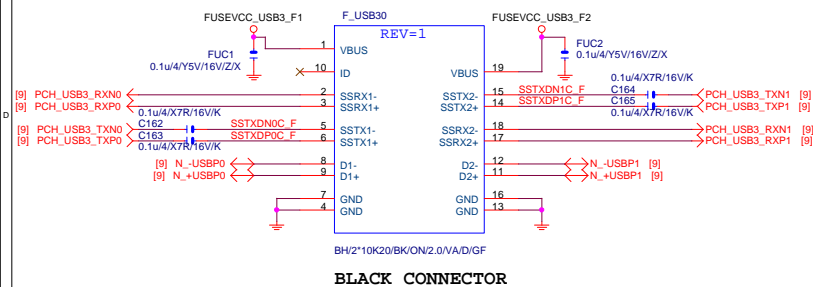 FUSEVCC_USB3_F1 F_USB30 FUSEVCC_USB3_F2
REV=1
FUC1
0.1u/4/Y5V/16V/Z/X
FUC2
0.1u/4/Y5V/16V/Z/X
1 VBUS
10 ID
VBUS 19
0.1u/4/X7R/16V/K
[9] PCH_USB3_RXN0 2 SSRX1- SSTX2- 15 SSTXDN1C_F C164 PCH_USB3_TXN1 [9]
[9] PCH_USB3_RXP0 3 SSRX1+ SSTX2+ 14 SSTXDP1C_F C165 PCH_USB3_TXP1 [9]
0.1u/4/X7R/16V/K 0.1u/4/X7R/16V/K
D
[9] PCH_USB3_TXN0 C162 SSTXDN0C_F 5 SSTX1- SSRX2- 18 PCH_USB3_RXN1 [9]
[9] PCH_USB3_TXP0 C163 SSTXDP0C_F 6 SSTX1+ SSRX2+ 17 PCH_USB3_RXP1 [9]
0.1u/4/X7R/16V/K
[9] N_-USBP0 8 D1- D2- 12 N_-USBP1 [9]
[9] N_+USBP0 9 D1+ D2+ 11 N_+USBP1 [9]
7 GND GND 16
4 GND GND 13
BH/2*10K20/BK/ON/2.0/VA/D/GF
BLACK CONNECTOR